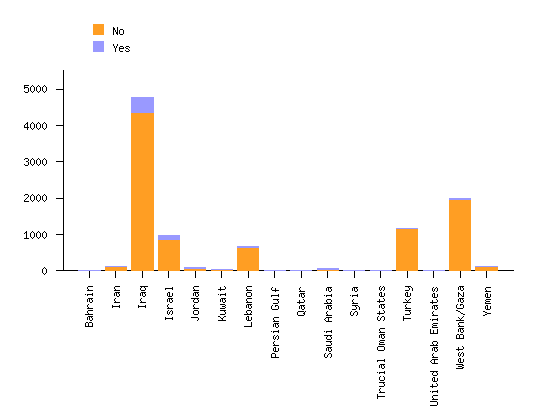 No
Yes
5000
4000
3000
2000
1000
0
Bahrain
Iran
Iraq
Israel
Jordan
Kuwait
Lebanon
Persian Gulf
Qatar
Saudi Arabia
Syria
Trucial Oman States
Turkey
United Arab Emirates
West Bank/Gaza
Yemen